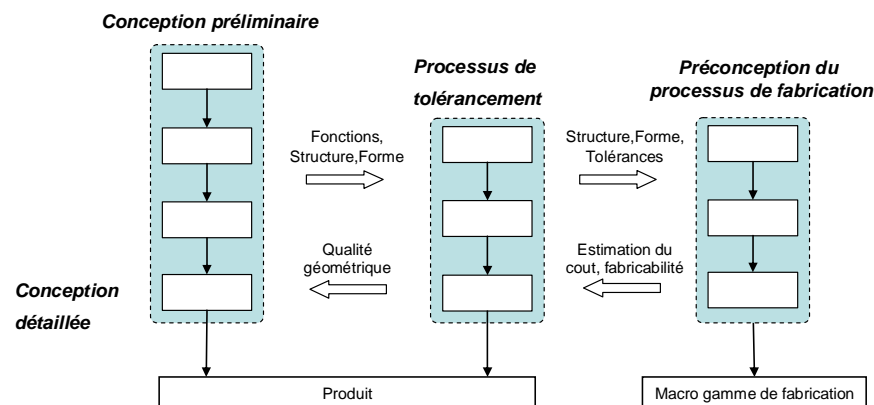 Conception préliminaire
Processus de
tolérancement
Préconception du
processus de fabrication
Fonctions,
Structure,Forme
Structure,Forme,
Tolérances
Qualité
géométrique
Estimation du
cout, fabricabilité
Conception
détaillée
Produit
Macro gamme de fabrication